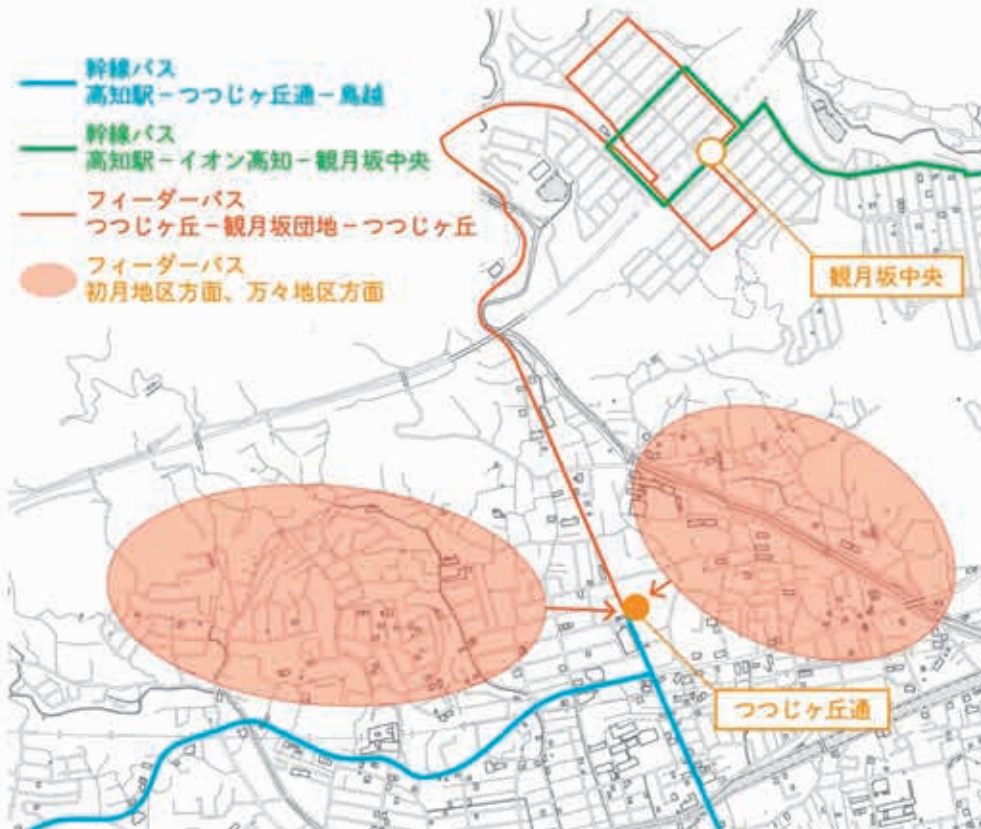 幹線バス
高知駅－つつじヶ丘通－鳥越
幹線バス
高知駅－イオン高知－観月坂中央
フィーダーバス
つつじヶ丘－観月坂団地－つつじヶ丘
フィーダーバス
初月地区方面、万々地区方面
観月坂中央
つつじヶ丘通